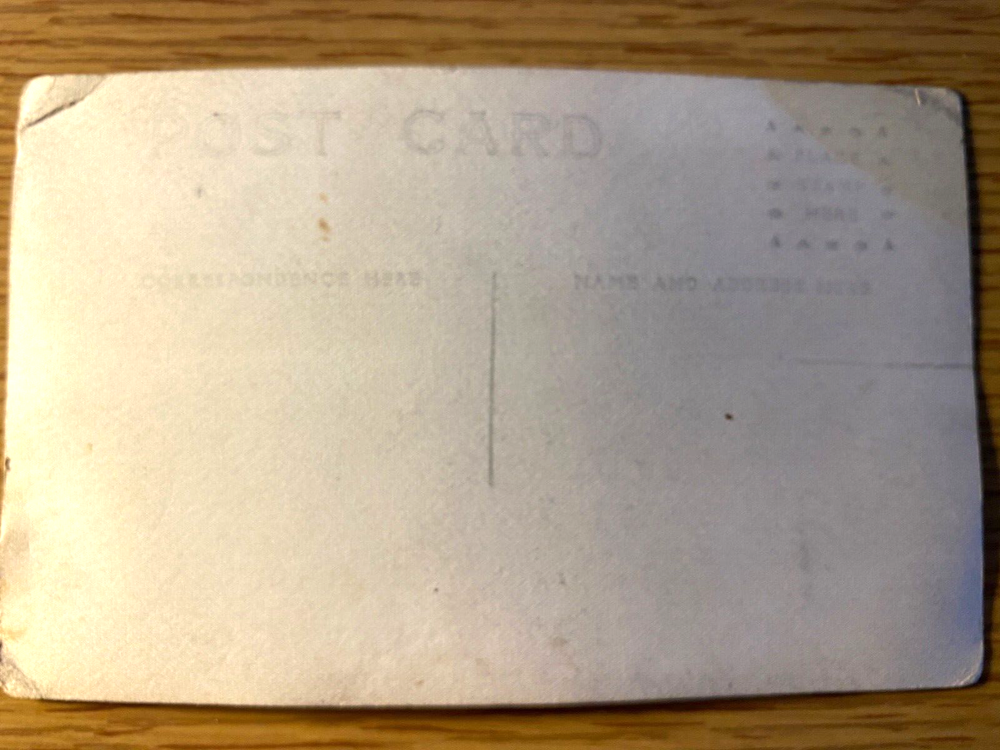 POST CARD
PLACE
STAMP
HERE
CORRESPONDENCE HERE
NAME AND ADDRESS HERE